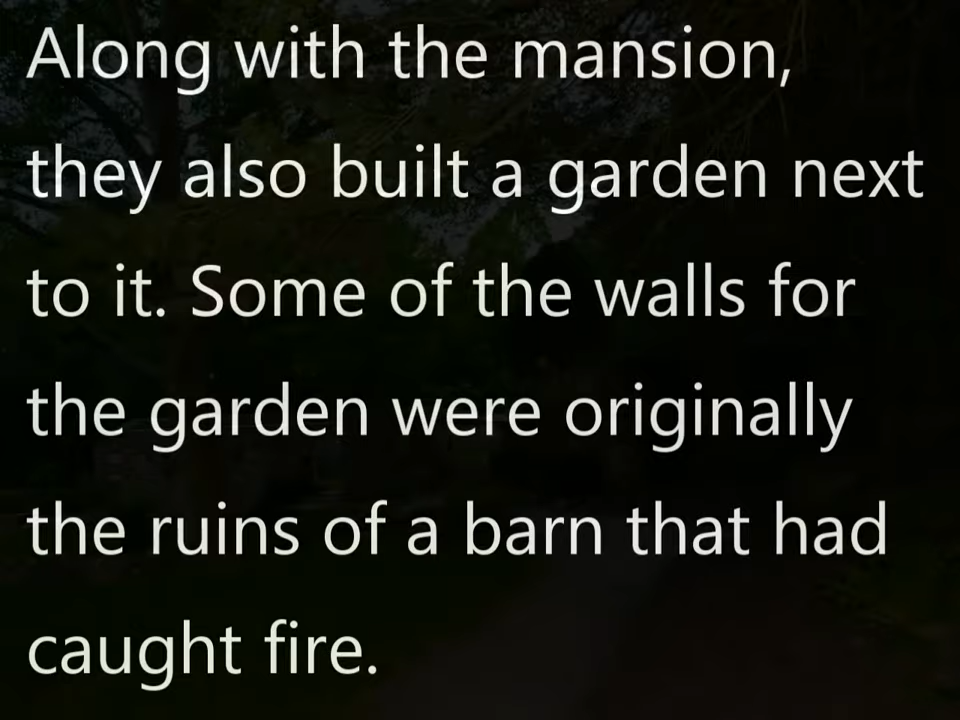 Along with the mansion,
they also built a garden next
to it. Some of the walls for
the garden were originally
the ruins of a barn that had
caught fire.